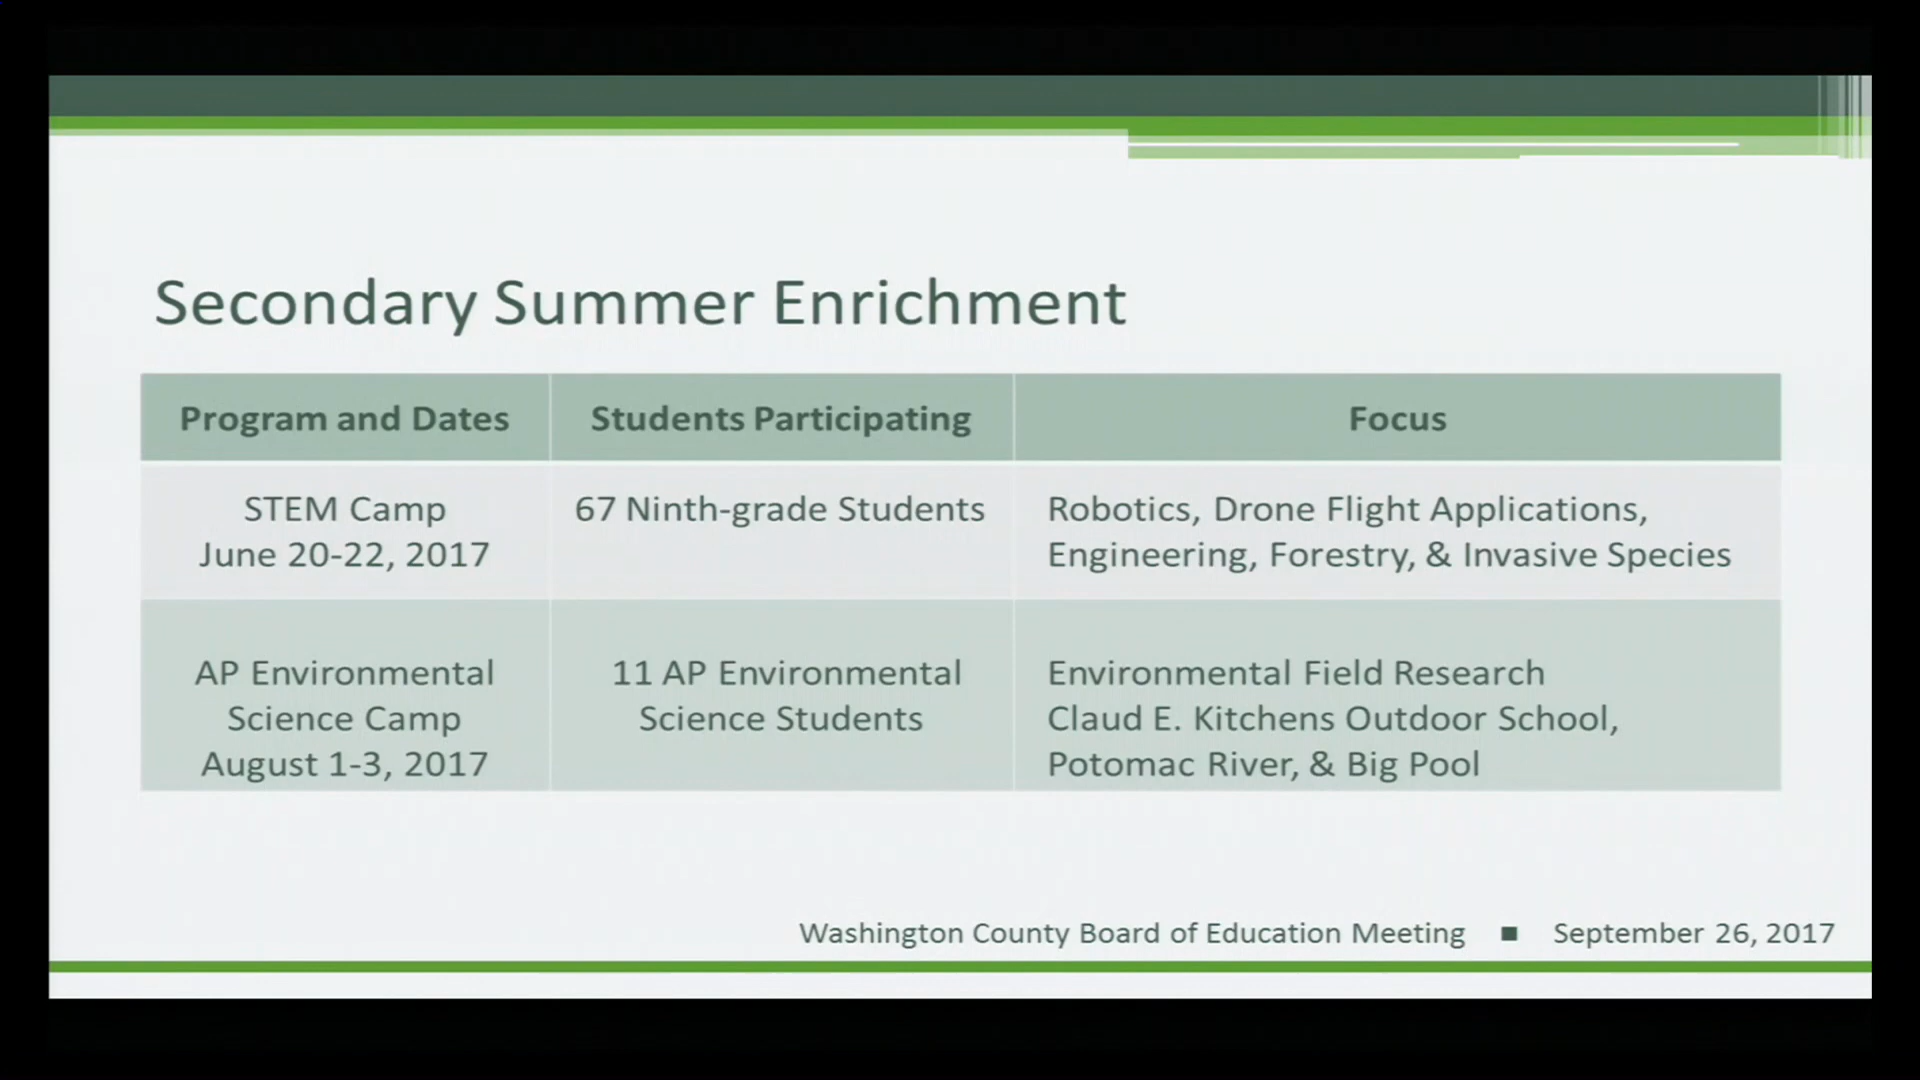 Secondary Summer Enrichment
Program and Dates
Students Participating
Focus
STEM Camp
June 20-22, 2017
67 Ninth-grade Students
Robotics, Drone Flight Applications,
Engineering, Forestry, & Invasive Species
AP Environmental
Science Camp
August 1-3, 2017
11 AP Environmental
Science Students
Environmental Field Research
Claud E. Kitchens Outdoor School,
Potomac River, & Big Pool
Washington County Board of Education Meeting ■ September 26, 2017